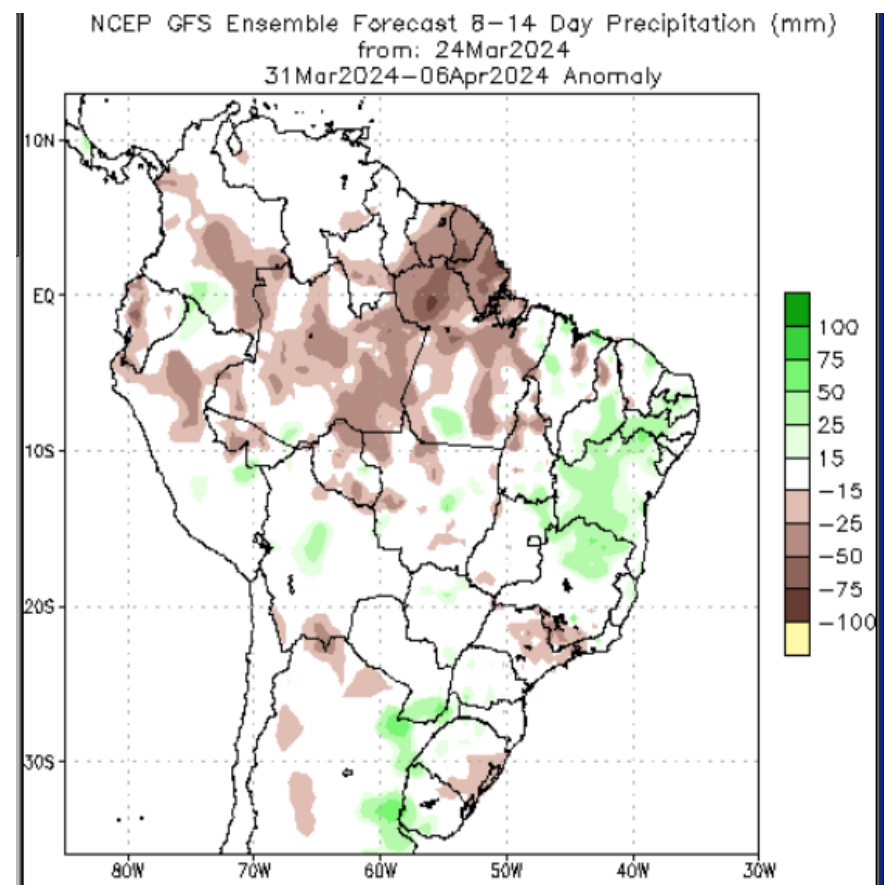 NCEP GFS Ensemble Forecast 8-14 Day Precipitation (mm)
from: 24Mar2024
31Mar2024-06Apr2024 Anomaly
10N
EQ
10S
20S
30S
80W 70W 60W 50W 40W 30W
100
75
50
25
15
-15
-25
-50
-75
-100